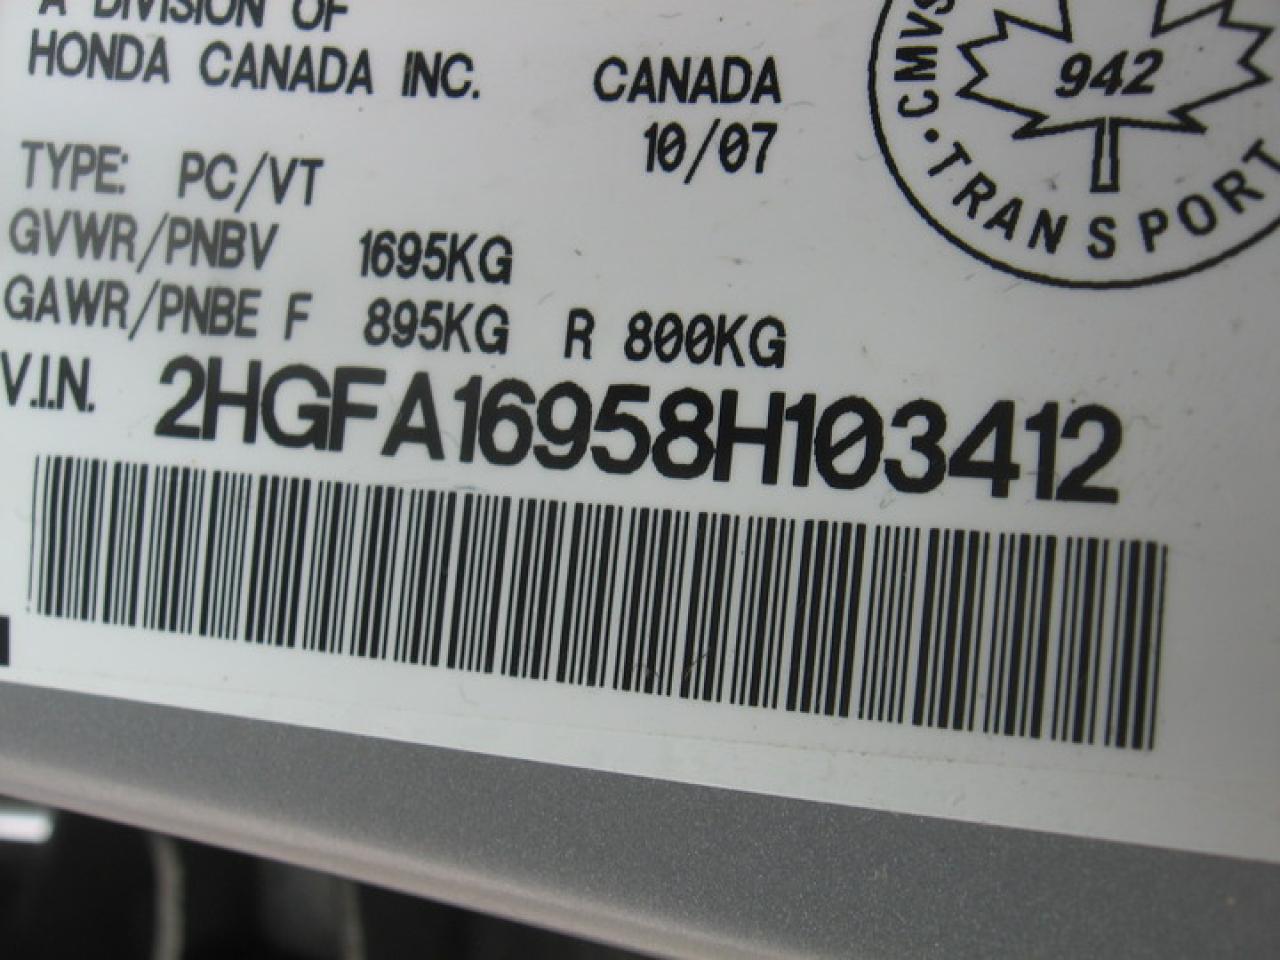 A DIVISION OF
HONDA CANADA INC.
CANADA
10/07
CMVS
942
• TRANSPORT
TYPE: PC/VT
GVWR/PNBV 1695KG
GAWR/PNBE F 895KG R 800KG
V.I.N. 2HGFA16958H103412